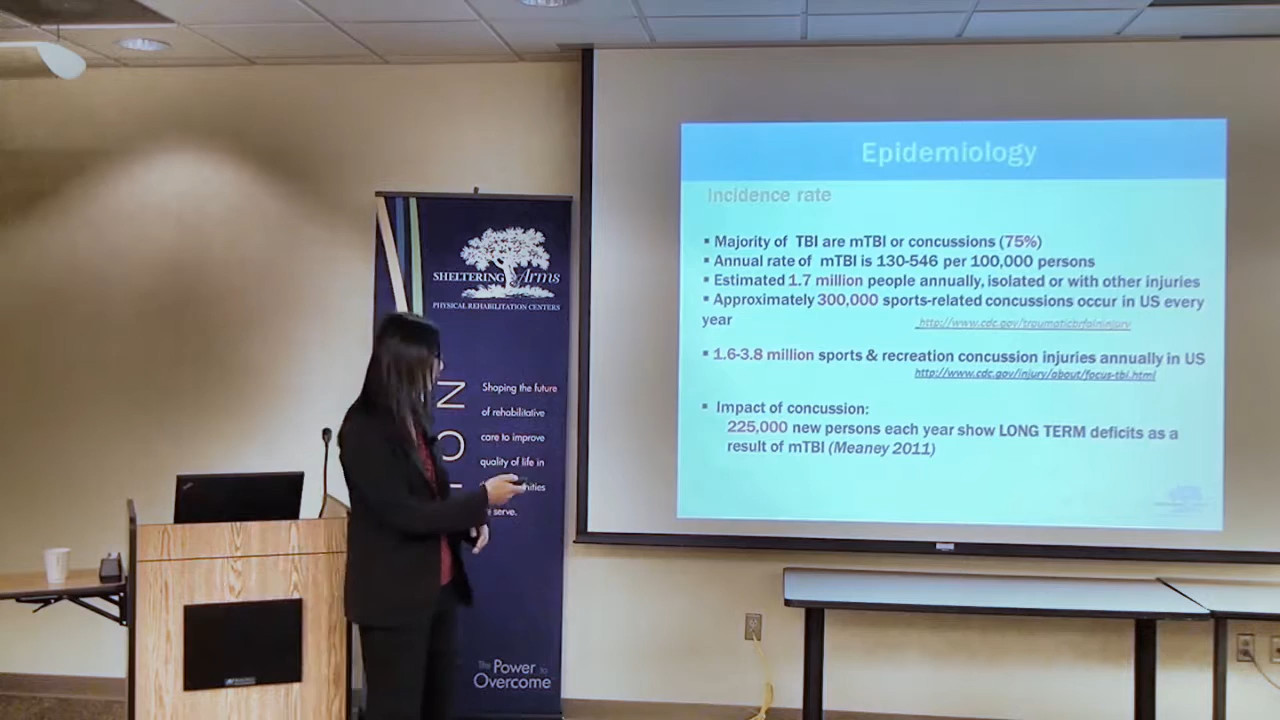 Epidemiology
Incidence rate
▪ Majority of TBI are mTBI or concussions (75%)
▪ Annual rate of mTBI is 130-546 per 100,000 persons
▪ Estimated 1.7 million people annually, isolated or with other injuries
▪ Approximately 300,000 sports-related concussions occur in US every
year
▪ 1.6-3.8 million sports & recreation concussion injuries annually in US
http://www.cdc.gov/injury/about/focus-tbi.html
▪ Impact of concussion:
225,000 new persons each year show LONG TERM deficits as a
result of mTBI (Meaney 2011)
SHELTERING Arms
PHYSICAL REHABILITATION CENTERS
Shaping the future
of rehabilitative
care to improve
quality of life in
serve.
The Power to
Overcome